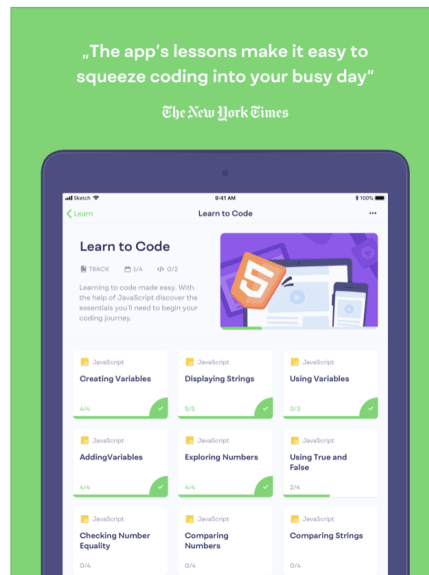 „The app’s lessons make it easy to
squeeze coding into your busy day“
The New York Times
Sketch
9:41 AM
100%
Learn
Learn to Code
Learn to Code
TRACK 3/4 0/2
Learning to code made easy. With
the help of JavaScript discover the
essentials you'll need to begin your
coding journey.
JavaScript
Creating Variables
4/4
JavaScript
Displaying Strings
5/5
JavaScript
Using Variables
3/3
JavaScript
AddingVariables
4/4
JavaScript
Exploring Numbers
4/4
JavaScript
Using True and
False
2/4
JavaScript
Checking Number
Equality
0/4
JavaScript
Comparing
Numbers
0/4
JavaScript
Comparing Strings
0/4